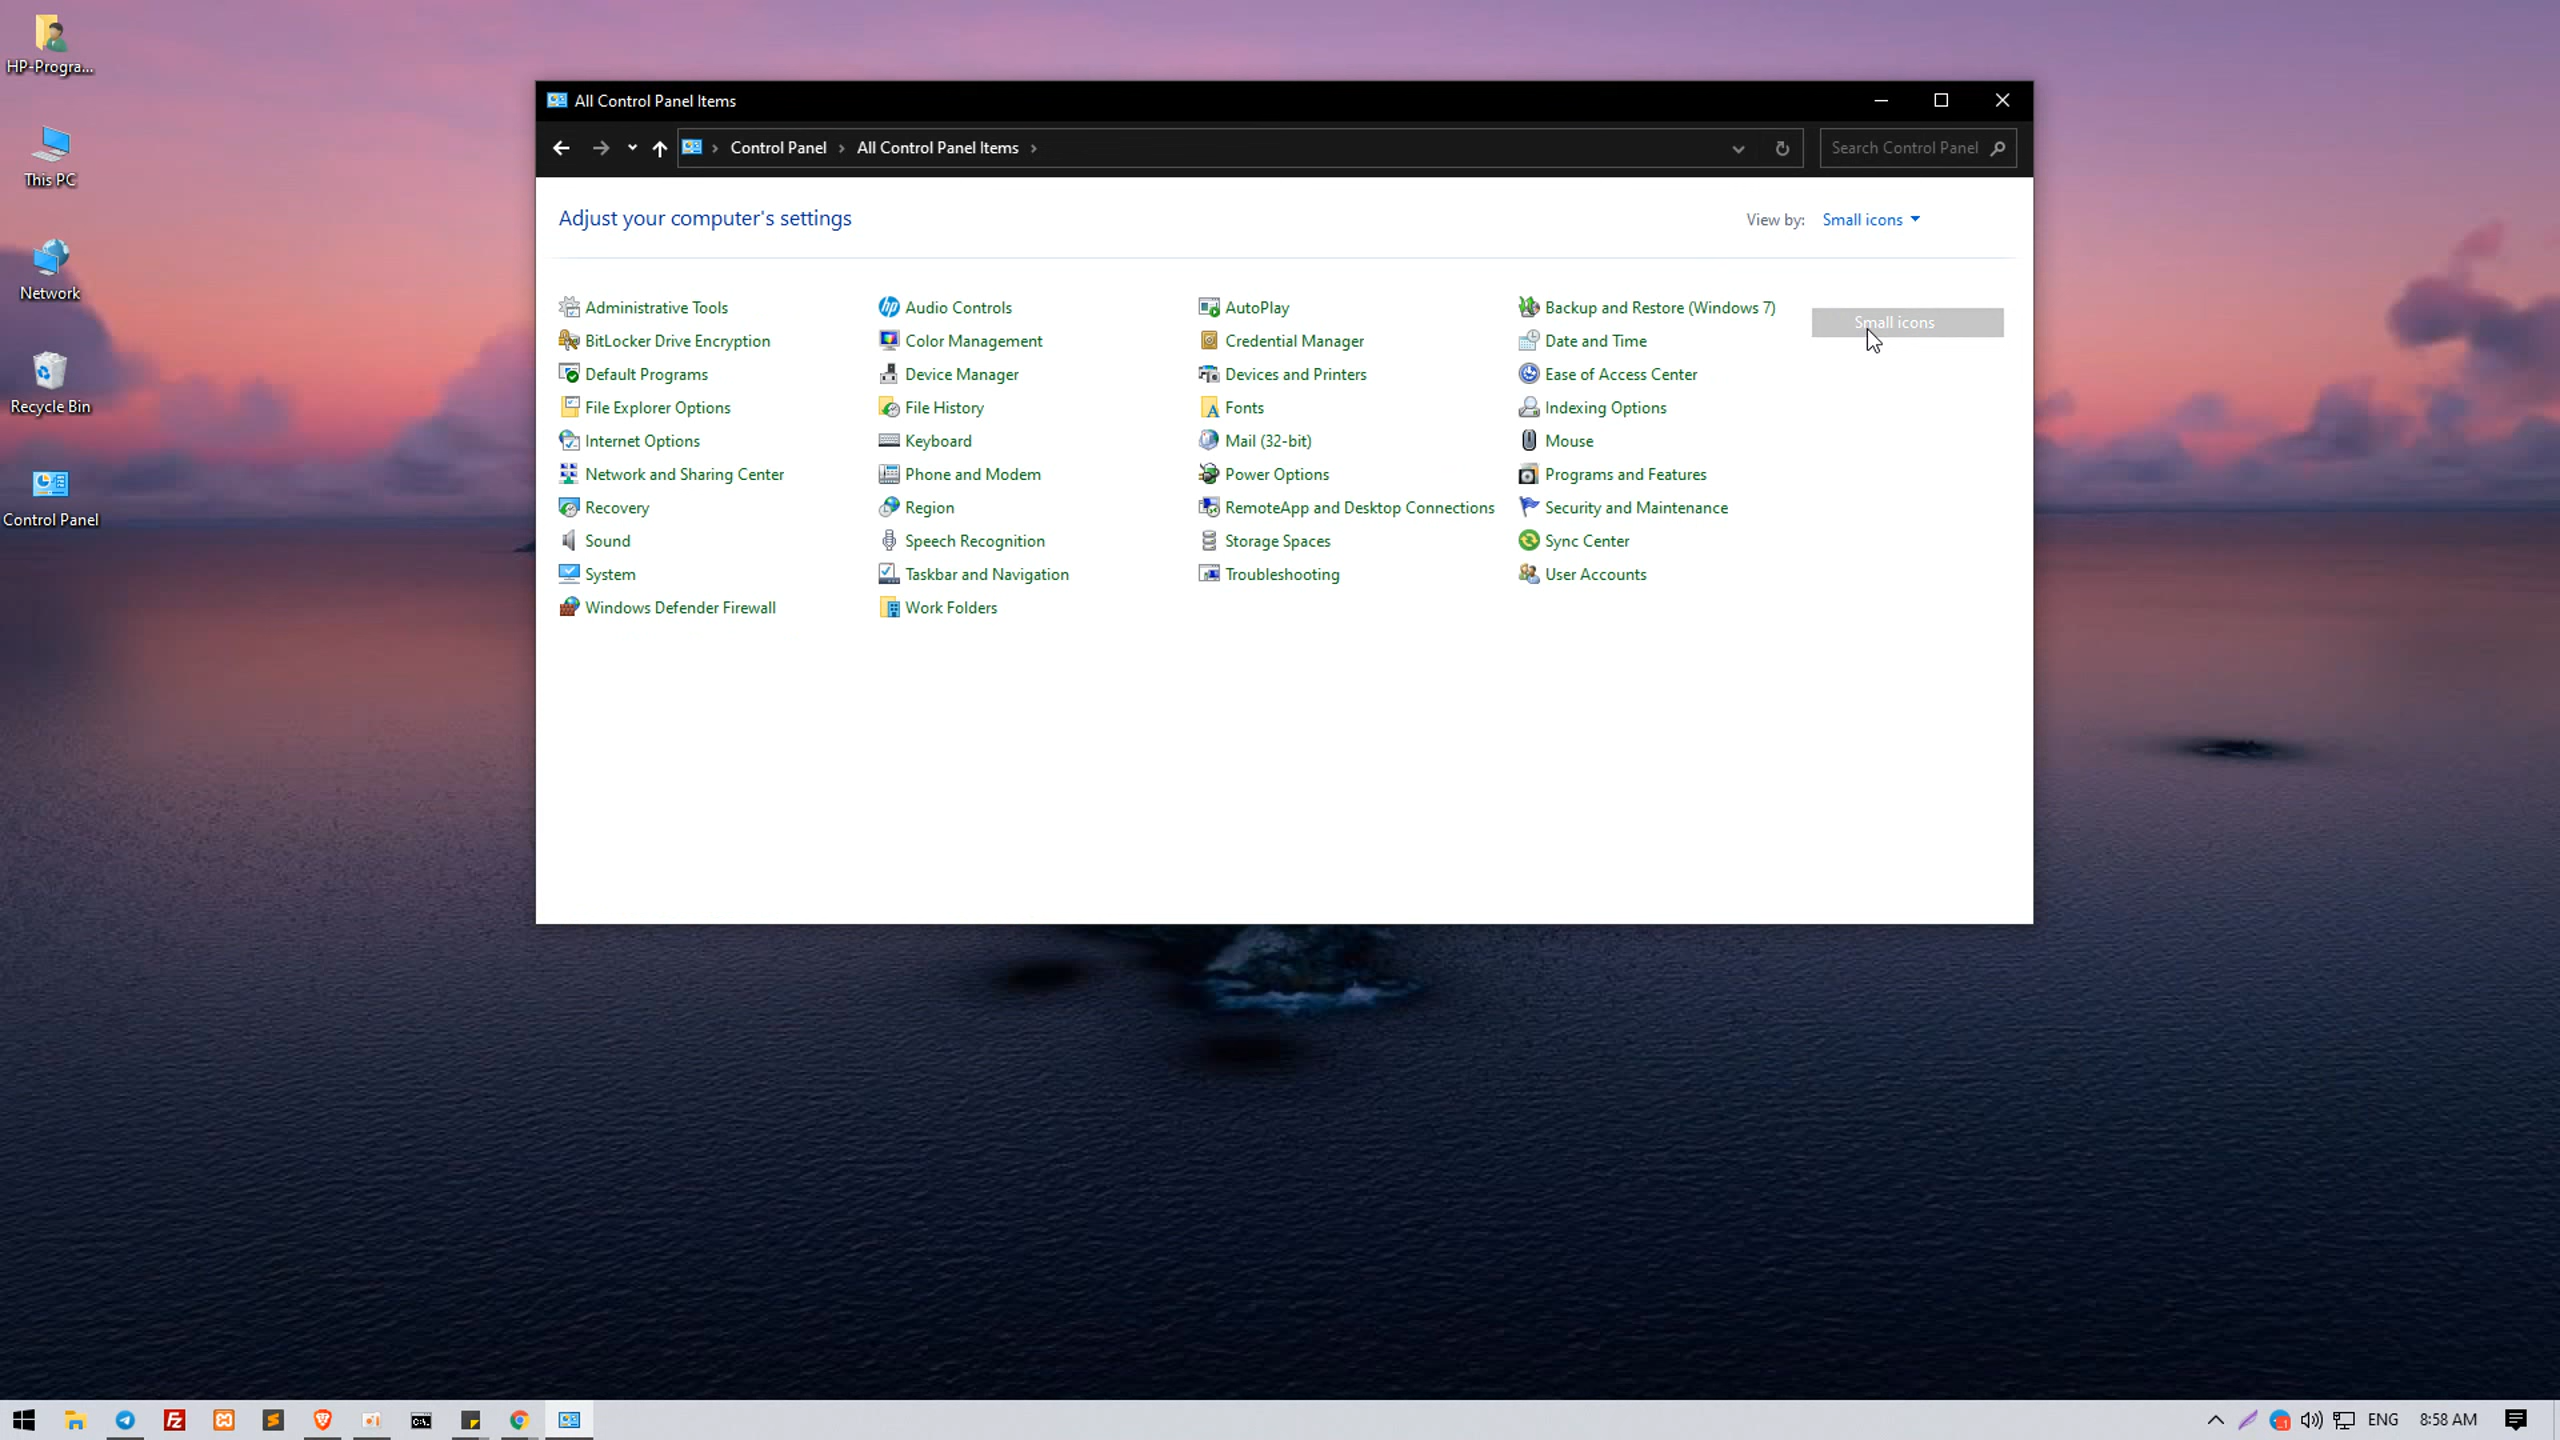 HP-Progra...
This PC
Network
Recycle Bin
Control Panel
All Control Panel Items
Control Panel > All Control Panel Items >
Search Control Panel
Adjust your computer's settings
View by: Small icons
Administrative Tools
Audio Controls
AutoPlay
Backup and Restore (Windows 7)
Small icons
BitLocker Drive Encryption
Color Management
Credential Manager
Date and Time
Default Programs
Device Manager
Devices and Printers
Ease of Access Center
File Explorer Options
File History
Fonts
Indexing Options
Internet Options
Keyboard
Mail (32-bit)
Mouse
Network and Sharing Center
Phone and Modem
Power Options
Programs and Features
Recovery
Region
RemoteApp and Desktop Connections
Security and Maintenance
Sound
Speech Recognition
Storage Spaces
Sync Center
System
Taskbar and Navigation
Troubleshooting
User Accounts
Windows Defender Firewall
Work Folders
ENG
8:58 AM